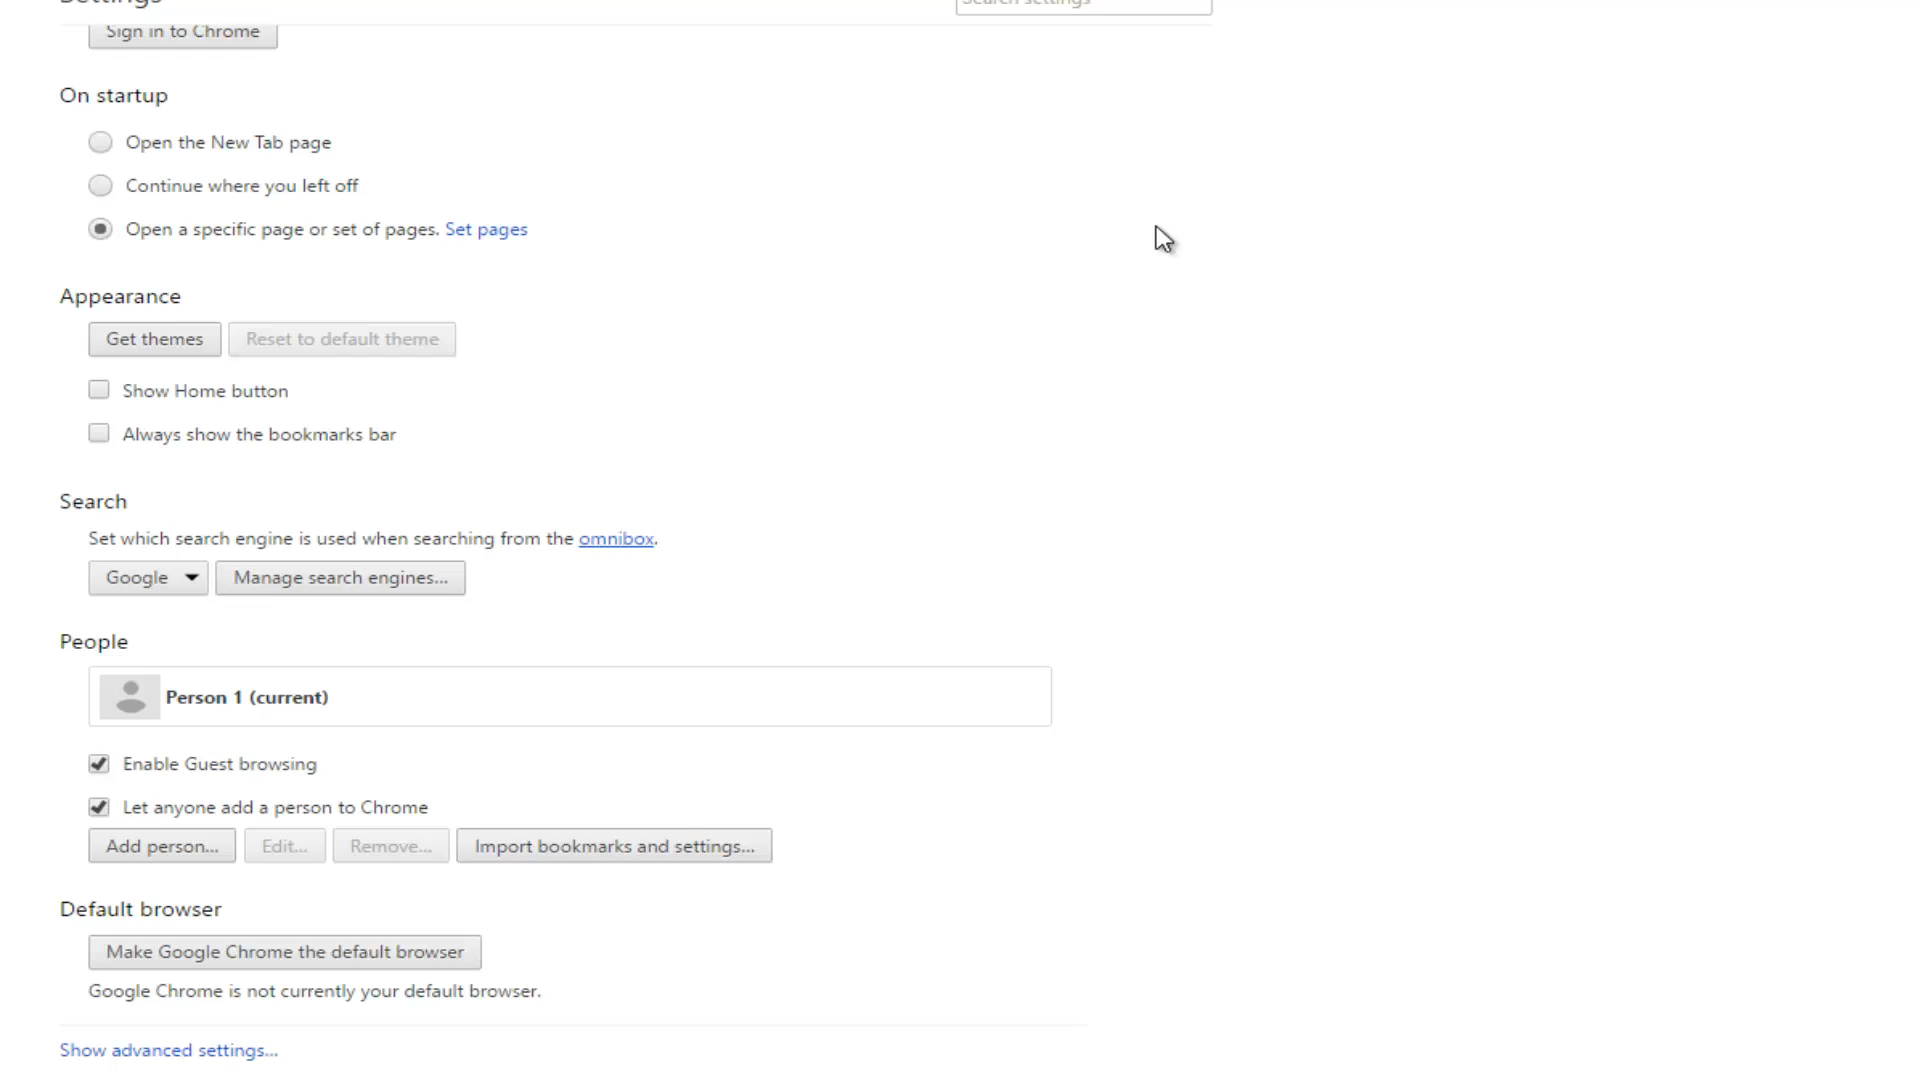 Settings
Search settings
Sign in to Chrome
On startup
Open the New Tab page
Continue where you left off
Open a specific page or set of pages. Set pages
Appearance
Get themes Reset to default theme
Show Home button
Always show the bookmarks bar
Search
Set which search engine is used when searching from the omnibox.
Google Manage search engines...
People
Person 1 (current)
Enable Guest browsing
Let anyone add a person to Chrome
Add person... Edit... Remove... Import bookmarks and settings...
Default browser
Make Google Chrome the default browser
Google Chrome is not currently your default browser.
Show advanced settings...